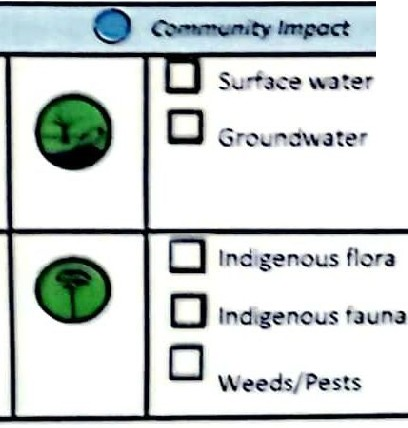 Community Impact
Surface water
Groundwater
Indigenous flora
Indigenous fauna
Weeds/Pests